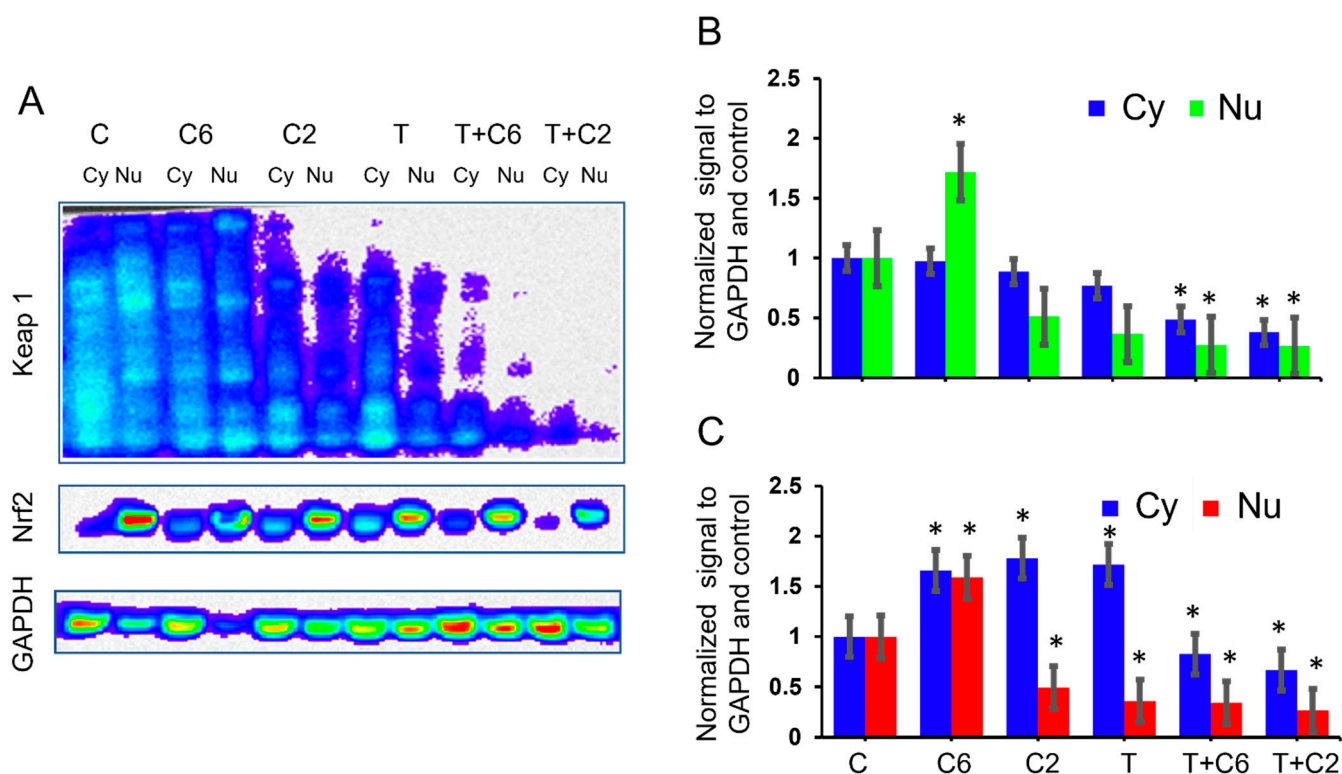 A
C C6 C2 T T+C6 T+C2
Cy Nu Cy Nu Cy Nu Cy Nu Cy Nu Cy Nu
Keap 1
Nrf2
GAPDH
B
Normalized signal to
GAPDH and control
2.5
2
1.5
1
0.5
0
Cy Nu
*
* * * *
C
Normalized signal to
GAPDH and control
2.5
2
1.5
1
0.5
0
Cy Nu
* * * *
* * * * * *
C C6 C2 T T+C6 T+C2